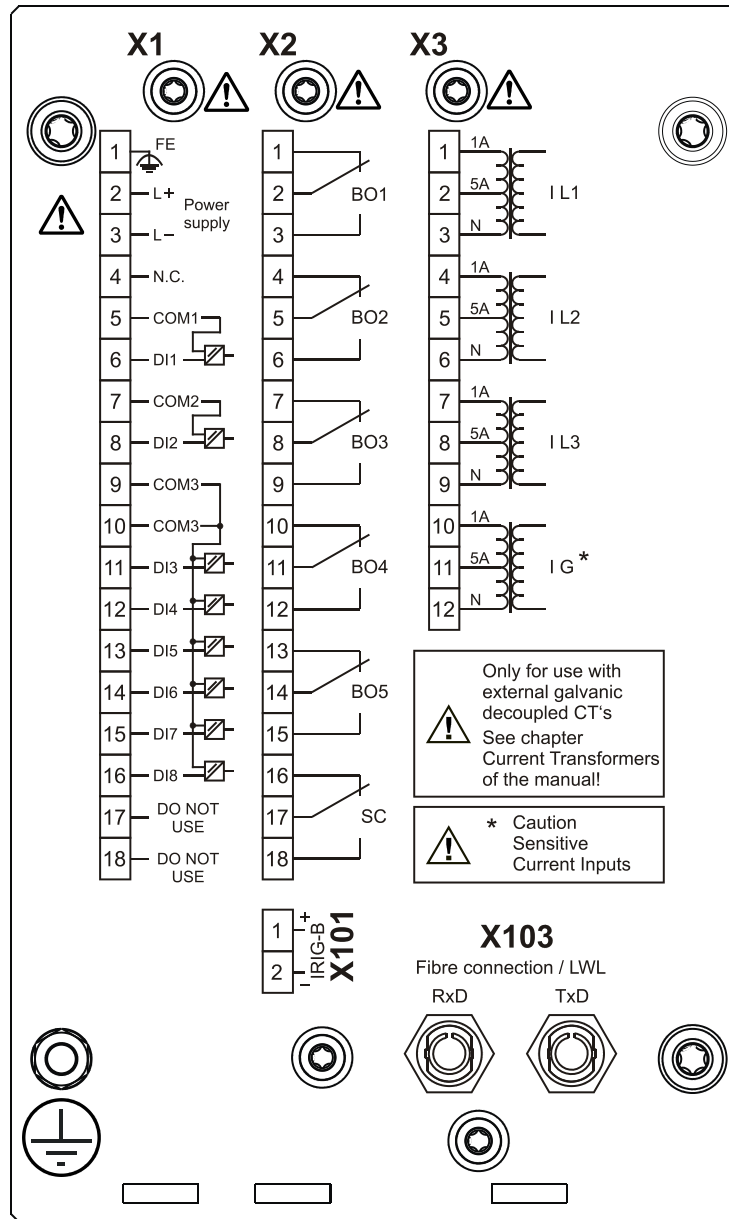 X1 X2 X3
1 FE
2 L+ Power
supply
3 L–
4 N.C.
5 COM1
6 DI1
7 COM2
8 DI2
9 COM3
10 COM3
11 DI3
12 DI4
13 DI5
14 DI6
15 DI7
16 DI8
17 DO NOT
USE
18 DO NOT
USE
1
2 BO1
3
4
5 BO2
6
7
8 BO3
9
10
11 BO4
12
13
14 BO5
15
16
17 SC
18
1 1A
2 5A I L1
3 N
4 1A
5 5A I L2
6 N
7 1A
8 5A I L3
9 N
10 1A
11 5A I G*
12 N
Only for use with
external galvanic
decoupled CT‘s
See chapter
Current Transformers
of the manual!
* Caution
Sensitive
Current Inputs
1 +
2 –
IRIG-B
X101
X103
Fibre connection / LWL
RxD TxD